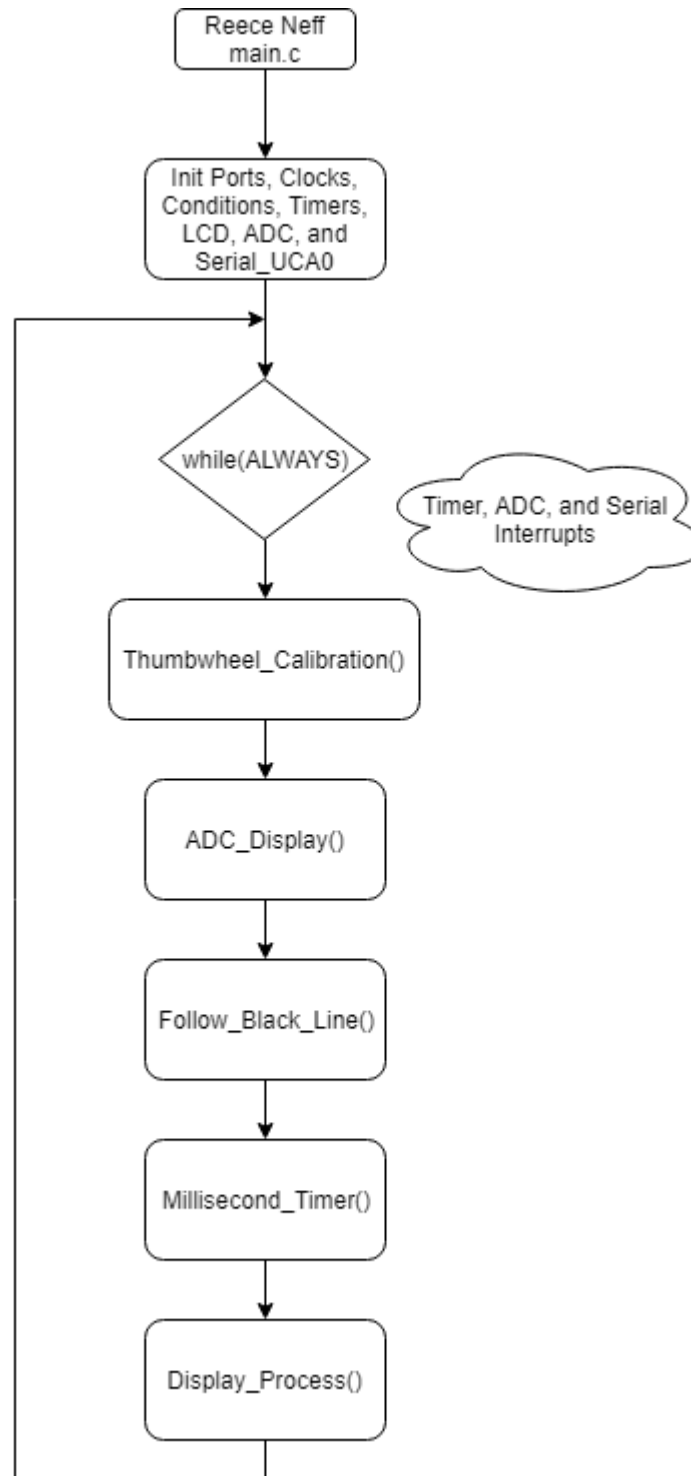 Reece Neff
main.c
Init Ports, Clocks,
Conditions, Timers,
LCD, ADC, and
Serial_UCA0
while(ALWAYS)
Timer, ADC, and Serial
Interrupts
Thumbwheel_Calibration()
ADC_Display()
Follow_Black_Line()
Millisecond_Timer()
Display_Process()